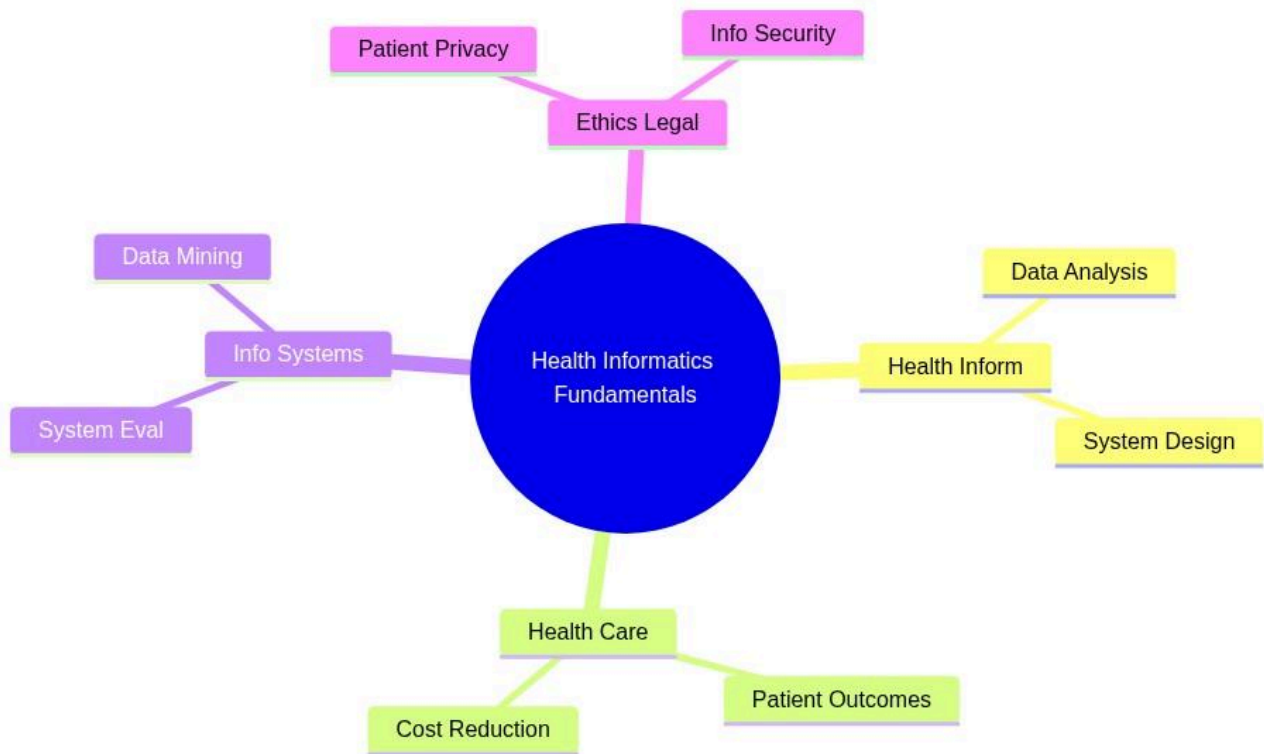 Patient Privacy
Info Security
Ethics Legal
Data Mining
Info Systems
System Eval
Health Informatics
Fundamentals
Data Analysis
Health Inform
System Design
Health Care
Cost Reduction
Patient Outcomes